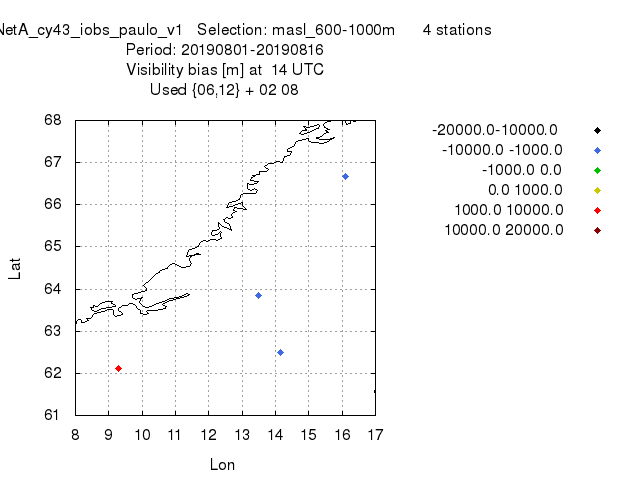 NetA_cy43_iobs_paulo_v1 Selection: masl_600-1000m 4 stations
Period: 20190801-20190816
Visibility bias [m] at 14 UTC
Used {06,12} + 02 08
-20000.0-10000.0
-10000.0 -1000.0
-1000.0 0.0
0.0 1000.0
1000.0 10000.0
10000.0 20000.0
68
67
66
65
64
63
62
61
Lat
8 9 10 11 12 13 14 15 16 17
Lon